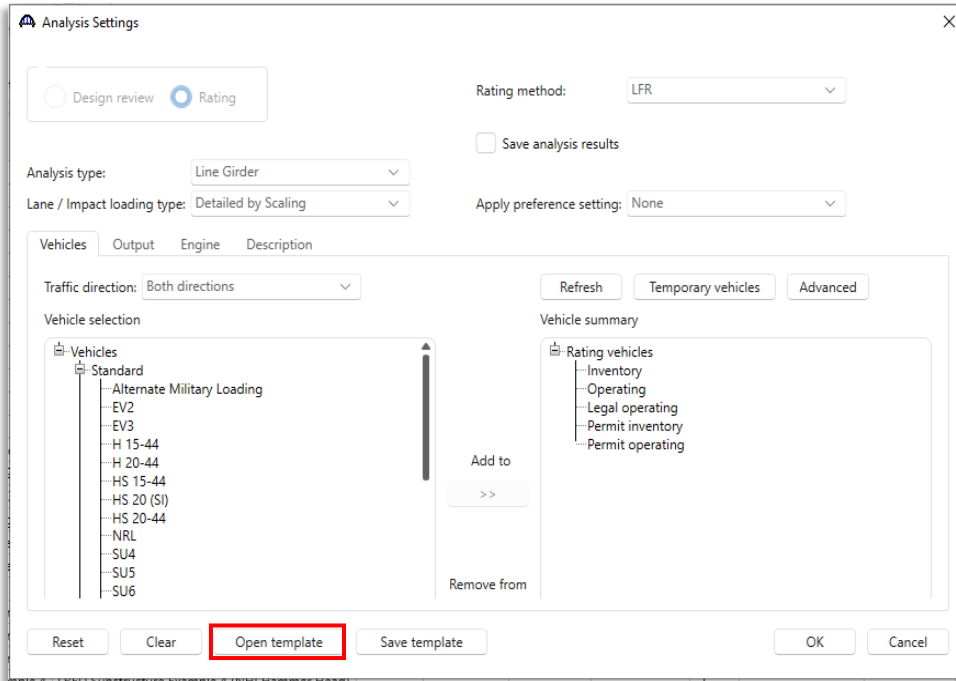 Analysis Settings
Design review Rating
Rating method: LFR
Save analysis results
Analysis type: Line Girder
Lane / Impact loading type: Detailed by Scaling
Apply preference setting: None
Vehicles Output Engine Description
Traffic direction: Both directions
Refresh Temporary vehicles Advanced
Vehicle selection
Vehicles
Standard
Alternate Military Loading
EV2
EV3
H 15-44
H 20-44
HS 15-44
HS 20 (SI)
HS 20-44
NRL
SU4
SU5
SU6
Add to
>>
Remove from
Vehicle summary
Rating vehicles
Inventory
Operating
Legal operating
Permit inventory
Permit operating
Reset Clear Open template Save template OK Cancel